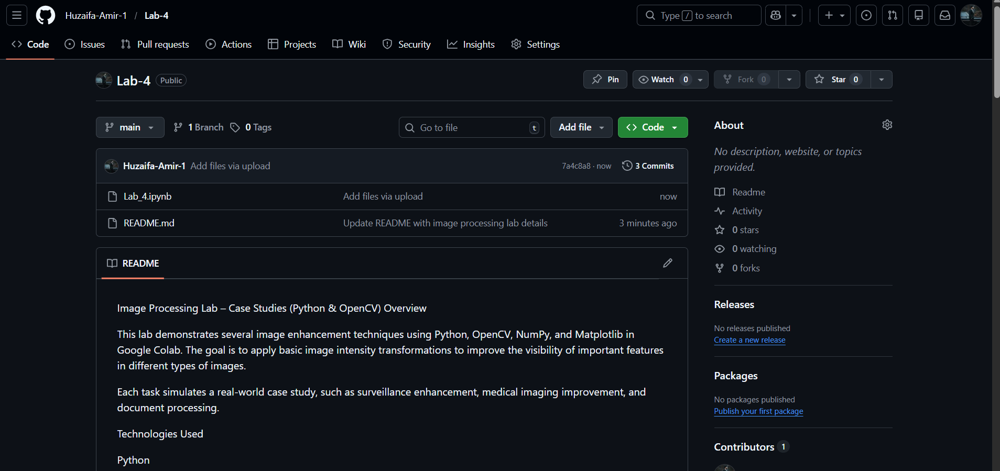 Huzaifa-Amir-1 / Lab-4
Type / to search
Code Issues Pull requests Actions Projects Wiki Security Insights Settings
Lab-4 Public
Pin Watch 0 Fork 0 Star 0
main 1 Branch 0 Tags
Go to file t Add file Code
Huzaifa-Amir-1 Add files via upload 7a4c8a8 · now 3 Commits
Lab_4.ipynb Add files via upload now
README.md Update README with image processing lab details 3 minutes ago
README
Image Processing Lab – Case Studies (Python & OpenCV) Overview
This lab demonstrates several image enhancement techniques using Python, OpenCV, NumPy, and Matplotlib in
Google Colab. The goal is to apply basic image intensity transformations to improve the visibility of important features
in different types of images.
Each task simulates a real-world case study, such as surveillance enhancement, medical imaging improvement, and
document processing.
Technologies Used
Python
About
No description, website, or topics
provided.
Readme
Activity
0 stars
0 watching
0 forks
Releases
No releases published
Create a new release
Packages
No packages published
Publish your first package
Contributors 1